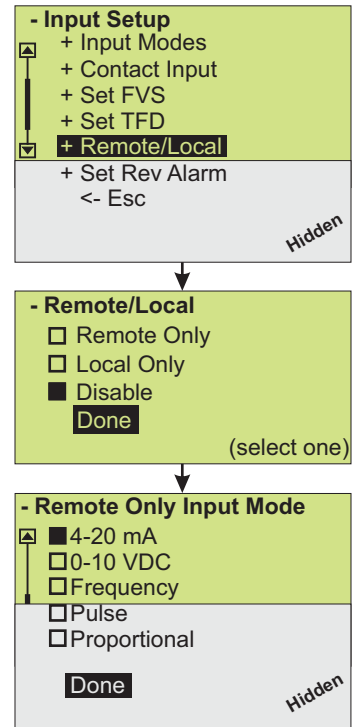 - Input Setup
+ Input Modes
+ Contact Input
+ Set FVS
+ Set TFD
+ Remote/Local
+ Set Rev Alarm
<- Esc
Hidden
- Remote/Local
Remote Only
Local Only
Disable
Done
(select one)
- Remote Only Input Mode
4-20 mA
0-10 VDC
Frequency
Pulse
Proportional
Done
Hidden